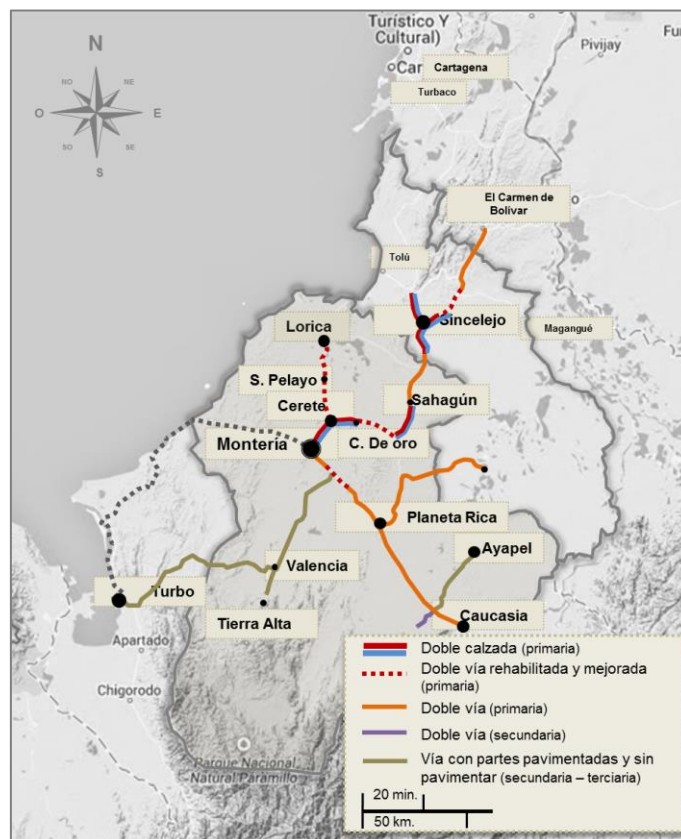 Turístico Y
Cultural)
Pivijay
Fu
Car
Cartagena
Turbaco
N
NO
NE
O
E
SO
SE
S
El Carmen de
Bolívar
Tolú
Sincelejo
Magangué
Lorica
S. Pelayo
Cerete
Sahagún
Montería
C. De oro
Planeta Rica
Ayapel
Valencia
Turbo
Tierra Alta
Caucasia
Apartado
Chigorodo
Parque Nacional
Natural Paramillo
Doble calzada (primaria)
Doble vía rehabilitada y mejorada
(primaria)
Doble vía (primaria)
Doble vía (secundaria)
Vía con partes pavimentadas y sin
pavimentar (secundaria – terciaria)
20 min.
50 km.